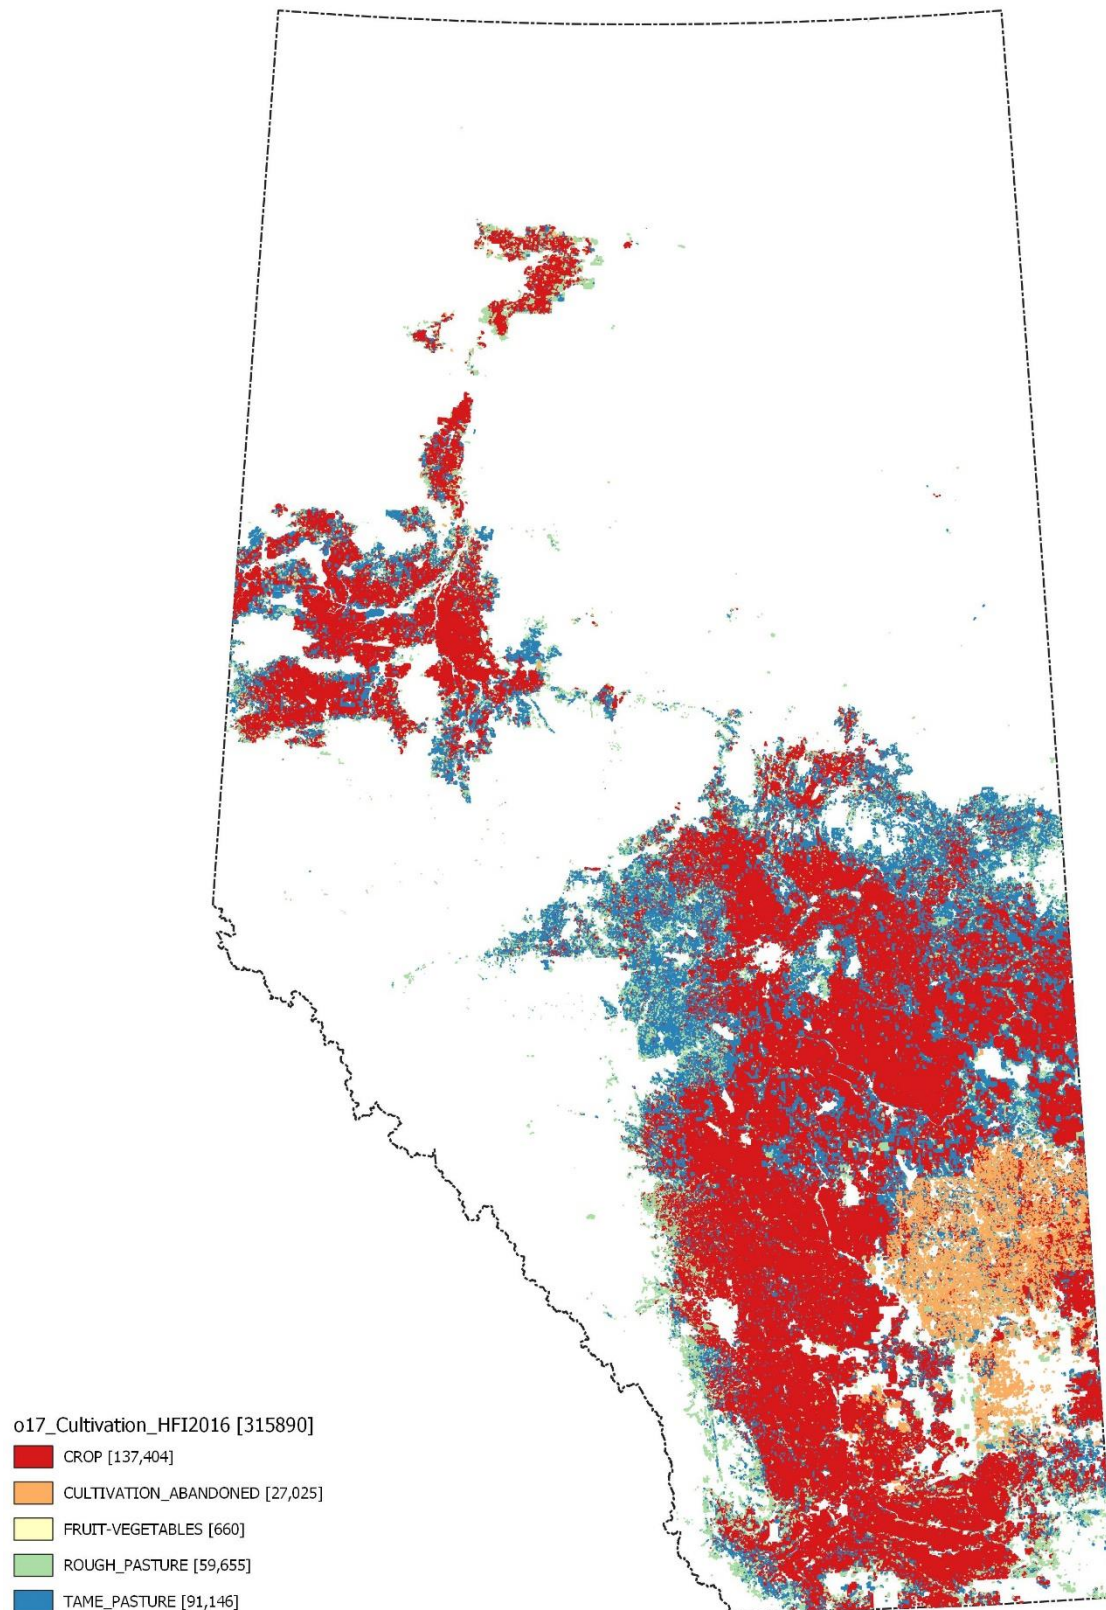 o17_Cultivation_HFI2016 [315890]
CROP [137,404]
CULTIVATION_ABANDONED [27,025]
FRUIT-VEGETABLES [660]
ROUGH_PASTURE [59,655]
TAME_PASTURE [91,146]